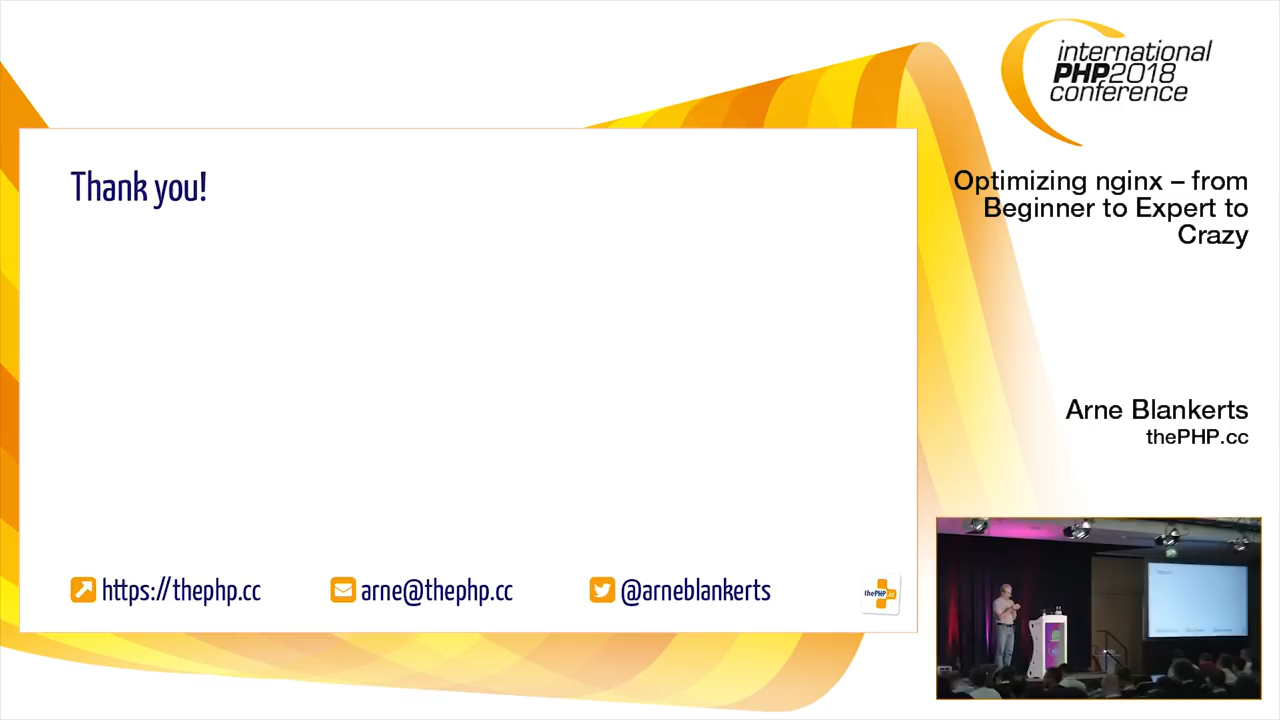 international
PHP2018
conference
Thank you!
Optimizing nginx – from
Beginner to Expert to
Crazy
Arne Blankerts
thePHP.cc
https://thephp.cc
arne@thephp.cc
@arneblankerts
thePHP.cc